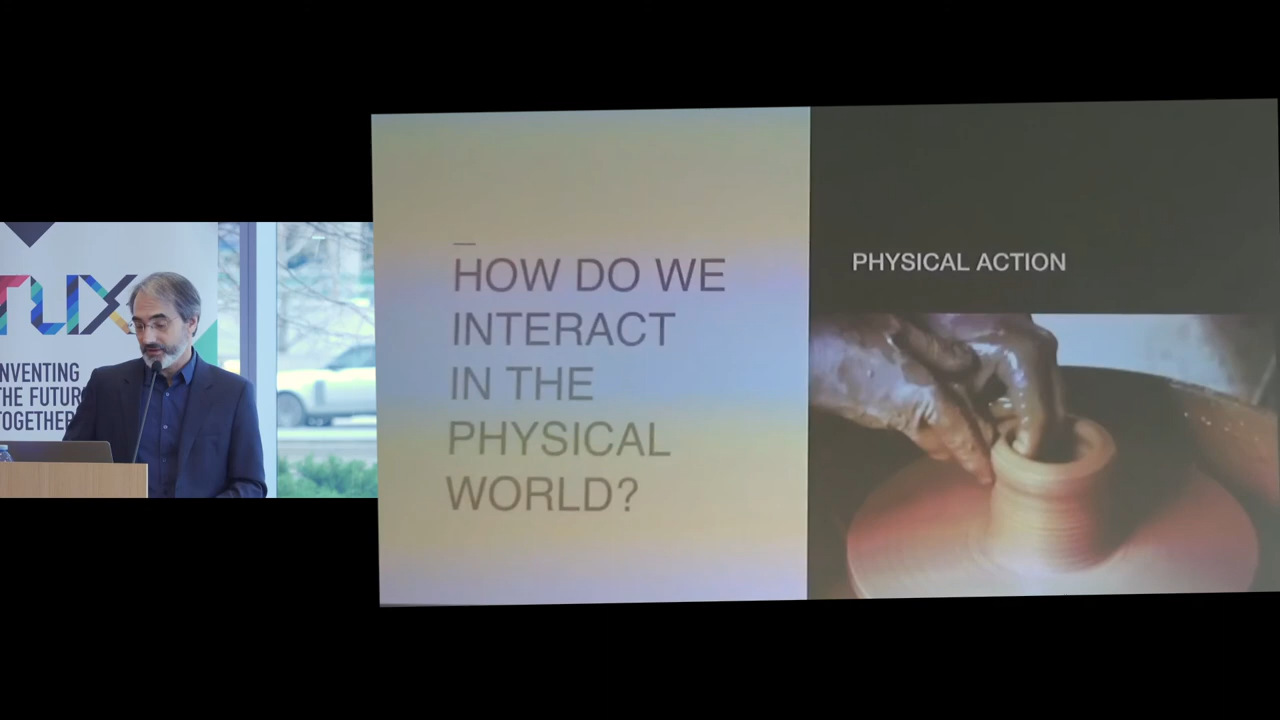 TUX
INVENTING
THE FUTURE
TOGETHER
HOW DO WE
INTERACT
IN THE
PHYSICAL
WORLD?
PHYSICAL ACTION